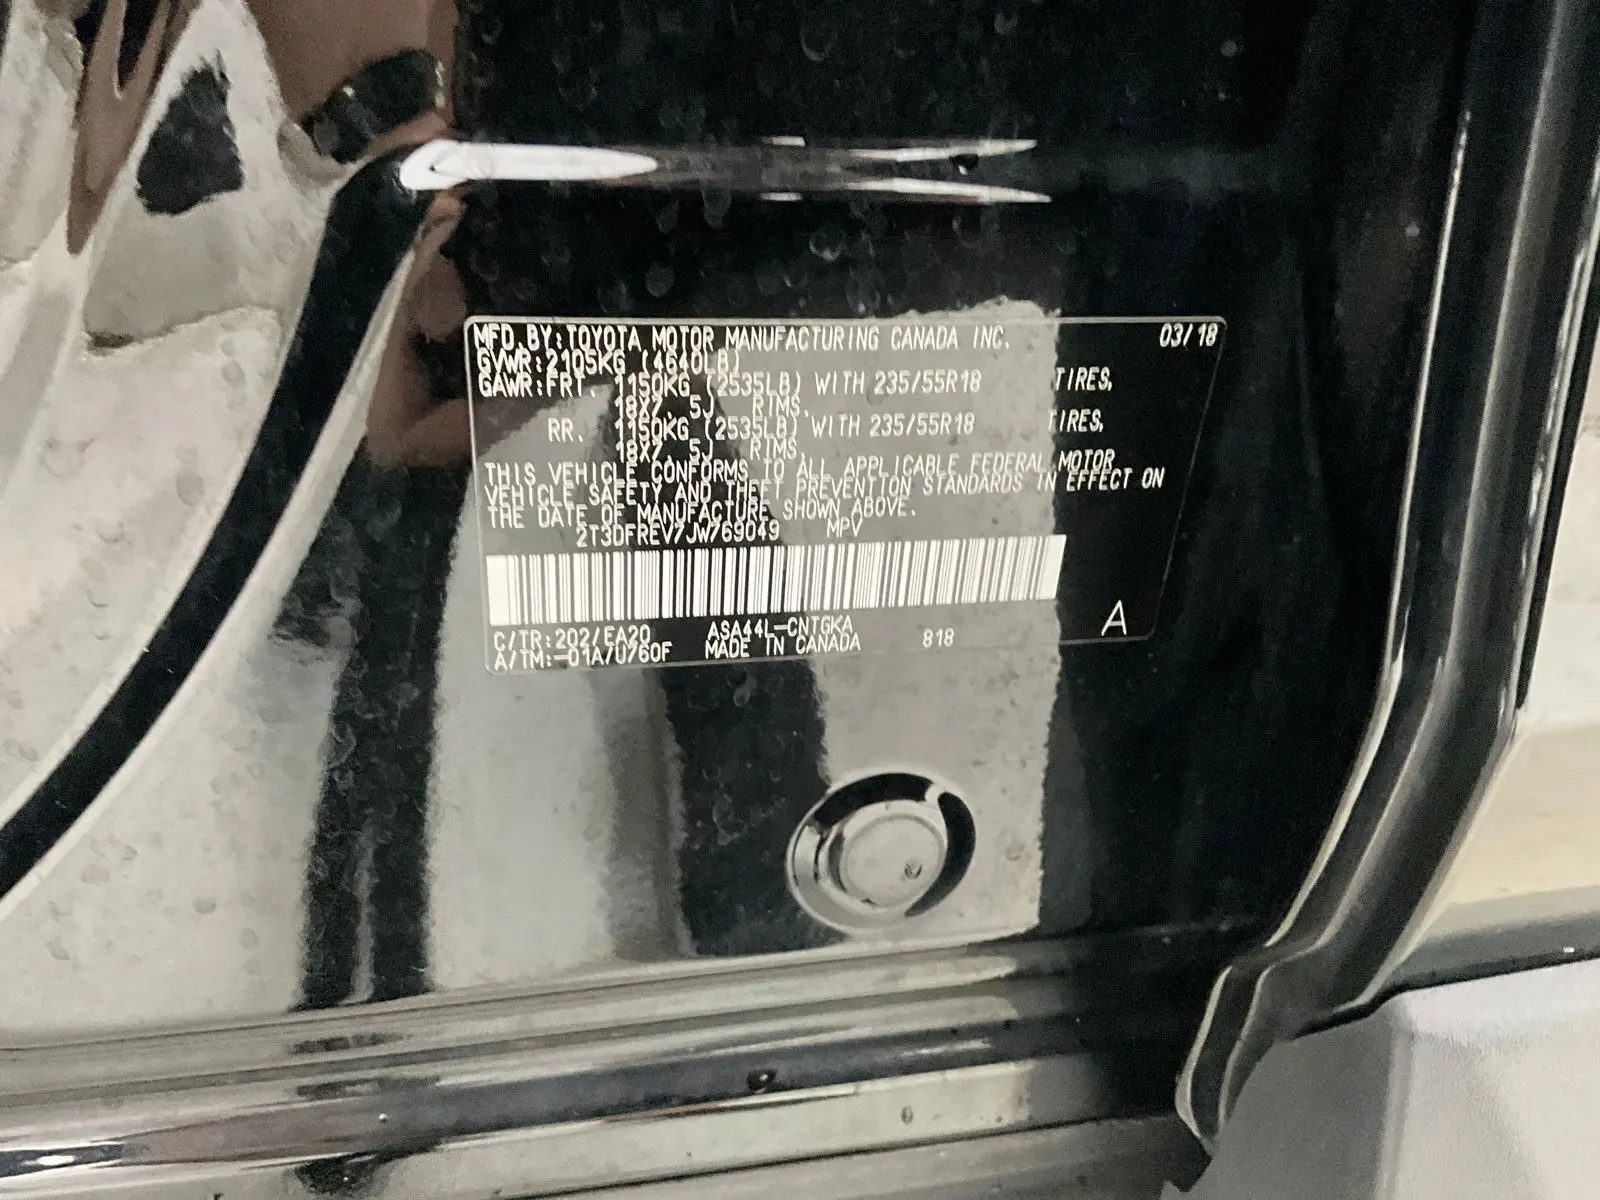 MFD.BY:TOYOTA MOTOR MANUFACTURING CANADA INC. 03/18
GVWR:2105KG (4640LB)
GAWR:FRT. 1150KG (2535LB) WITH 235/55R18 TIRES,
18X7.5J RIMS,
RR. 1150KG (2535LB) WITH 235/55R18 TIRES,
18X7.5J RIMS,
THIS VEHICLE CONFORMS TO ALL APPLICABLE FEDERAL MOTOR
VEHICLE SAFETY AND THEFT PREVENTION STANDARDS IN EFFECT ON
THE DATE OF MANUFACTURE SHOWN ABOVE.
2T3DFREV7JW769049 MPV
A
C/TR:202/EA20 ASA44L-CNTGKA
A/TM:-01A/U760F MADE IN CANADA 818